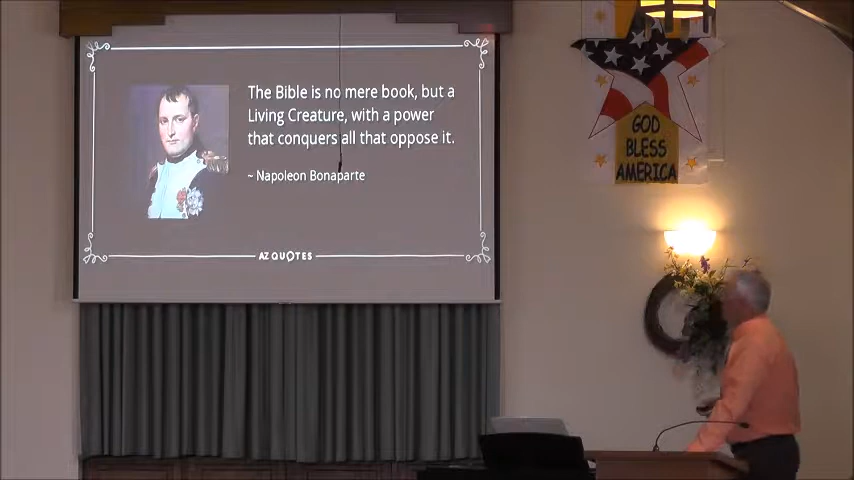 The Bible is no mere book, but a
Living Creature, with a power
that conquers all that oppose it.
~ Napoleon Bonaparte
AZ QUOTES
GOD
BLESS
AMERICA